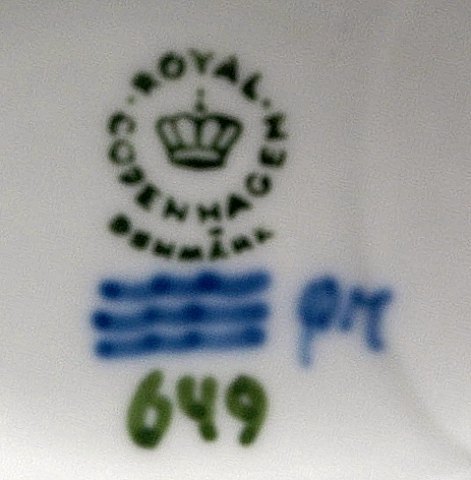 ROYAL
COPENHAGEN
DENMARK
649